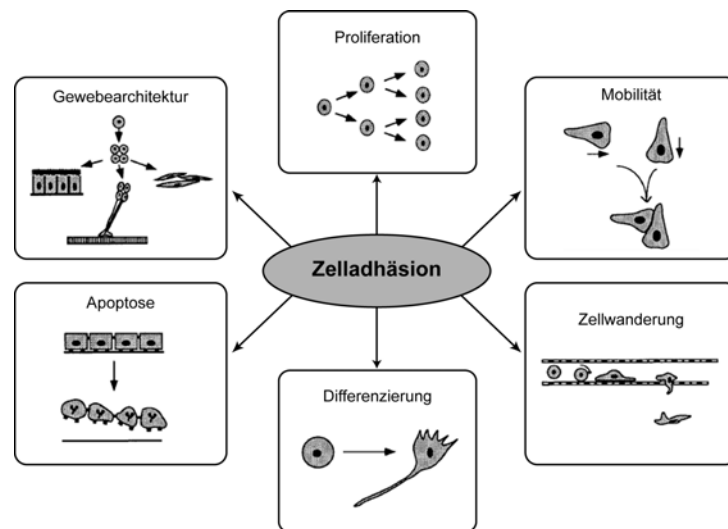 Proliferation
Gewebearchitektur
Mobilität
Zelladhäsion
Apoptose
Zellwanderung
Differenzierung